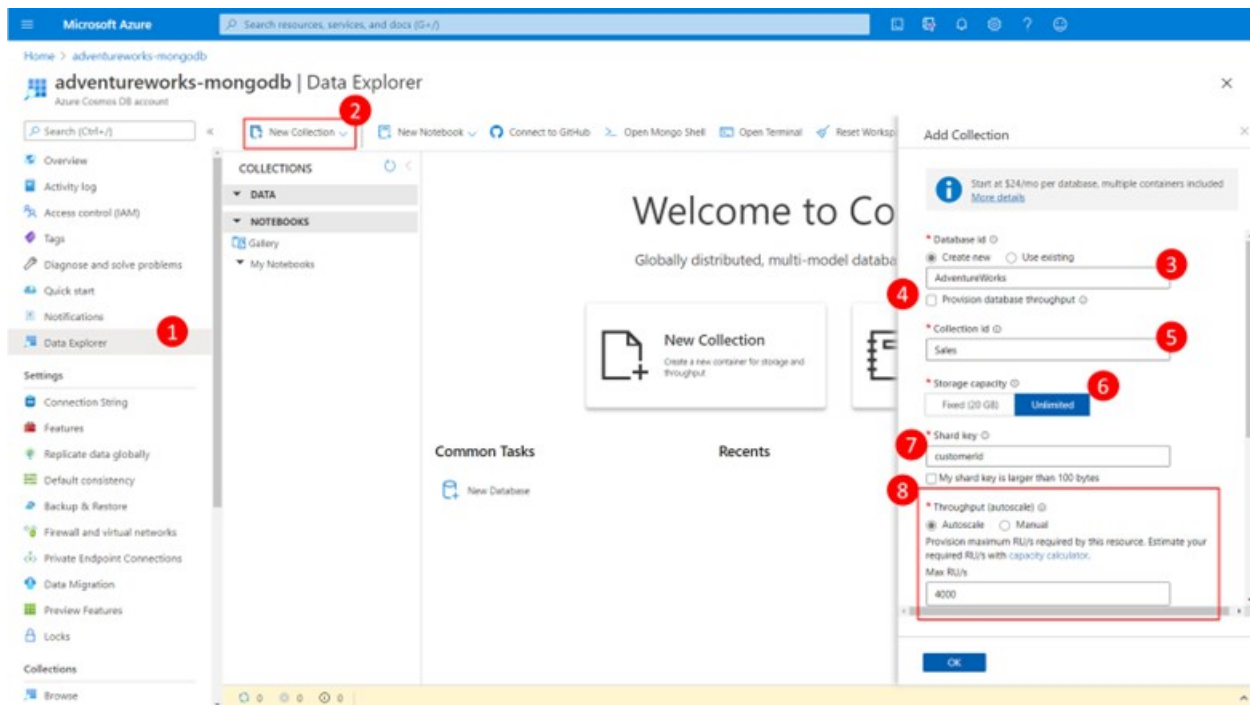 Microsoft Azure
Search resources, services, and docs (G+/)
Home > adventureworks-mongodb
adventureworks-mongodb | Data Explorer
Azure Cosmos DB account
Search (Ctrl+/)
Overview
Activity log
Access control (IAM)
Tags
Diagnose and solve problems
Quick start
Notifications
Data Explorer
1
Settings
Connection String
Features
Replicate data globally
Default consistency
Backup & Restore
Firewall and virtual networks
Private Endpoint Connections
Data Migration
Preview Features
Locks
Collections
Browse
2
New Collection
New Notebook
Connect to GitHub
Open Mongo Shell
Open Terminal
Reset Worksp
COLLECTIONS
DATA
NOTEBOOKS
Gallery
My Notebooks
Welcome to Co
Globally distributed, multi-model databa
New Collection
Create a new container for storage and
throughput
Common Tasks
New Database
Recents
0 0 0
Add Collection
Start at $24/mo per database, multiple containers included
More details
* Database id
Create new Use existing
3
AdventureWorks
4
Provision database throughput
* Collection id
5
Sales
* Storage capacity
6
Fixed (20 GB) Unlimited
* Shard key
7
customerId
My shard key is larger than 100 bytes
8
* Throughput (autoscale)
Autoscale Manual
Provision maximum RU/s required by this resource. Estimate your
required RU/s with capacity calculator.
Max RU/s
4000
OK